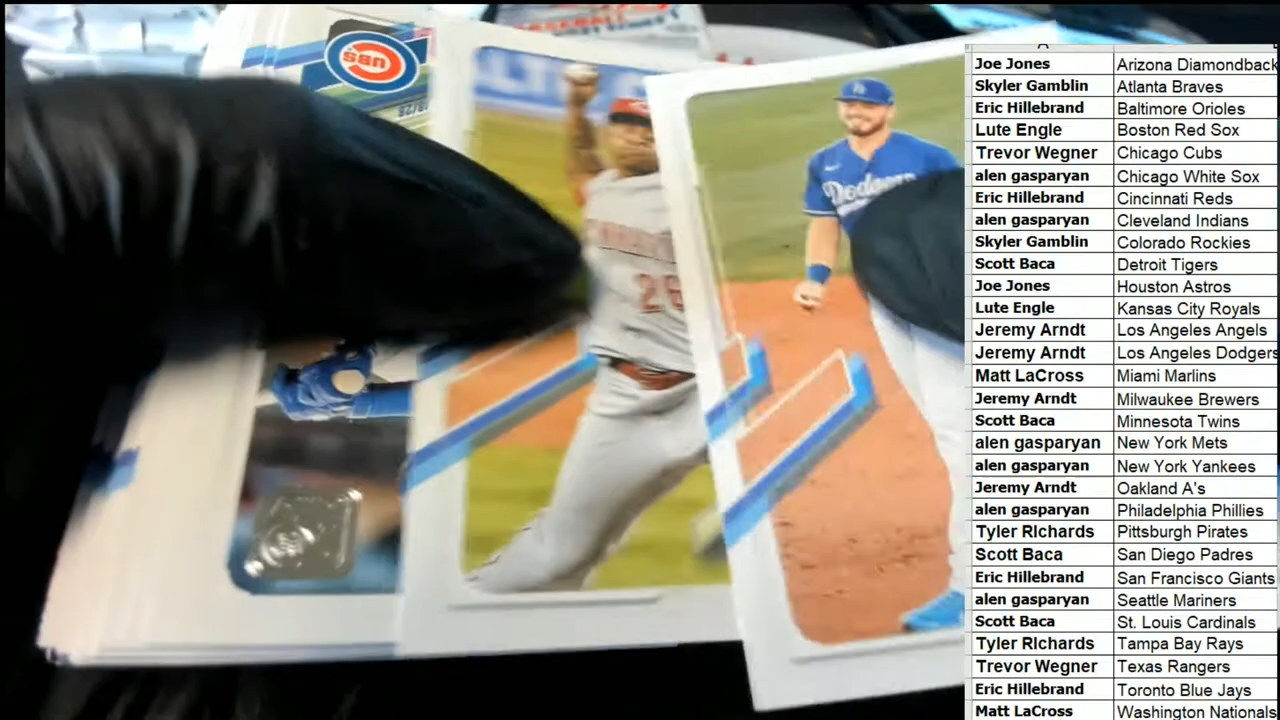 A
Joe Jones Arizona Diamondback
Skyler Gamblin Atlanta Braves
Eric Hillebrand Baltimore Orioles
Lute Engle Boston Red Sox
Trevor Wegner Chicago Cubs
alen gasparyan Chicago White Sox
Eric Hillebrand Cincinnati Reds
alen gasparyan Cleveland Indians
Skyler Gamblin Colorado Rockies
Scott Baca Detroit Tigers
Joe Jones Houston Astros
Lute Engle Kansas City Royals
Jeremy Arndt Los Angeles Angels
Jeremy Arndt Los Angeles Dodgers
Matt LaCross Miami Marlins
Jeremy Arndt Milwaukee Brewers
Scott Baca Minnesota Twins
alen gasparyan New York Mets
alen gasparyan New York Yankees
Jeremy Arndt Oakland A's
alen gasparyan Philadelphia Phillies
Tyler Richards Pittsburgh Pirates
Scott Baca San Diego Padres
Eric Hillebrand San Francisco Giants
alen gasparyan Seattle Mariners
Scott Baca St. Louis Cardinals
Tyler Richards Tampa Bay Rays
Trevor Wegner Texas Rangers
Eric Hillebrand Toronto Blue Jays
Matt LaCross Washington Nationals
CUBS
26
Dodgers